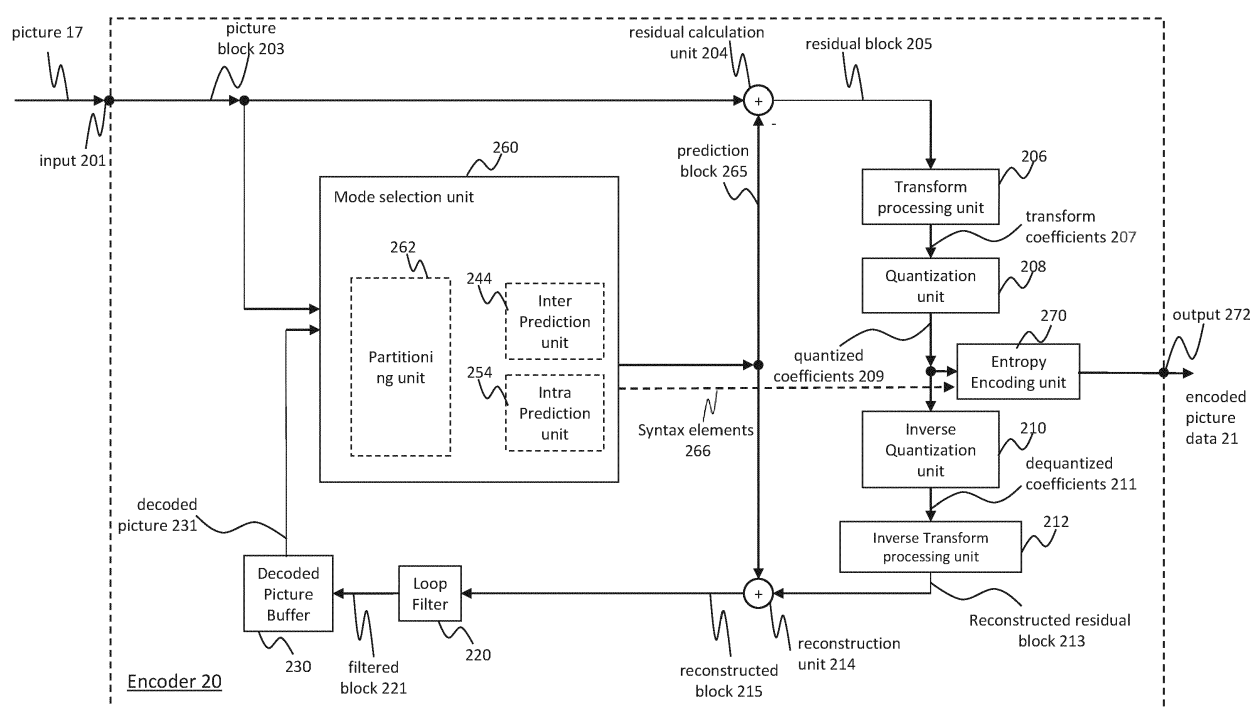 picture 17
picture
block 203
residual calculation
unit 204
residual block 205
+
-
input 201
260
Mode selection unit
prediction
block 265
206
Transform
processing unit
transform
coefficients 207
262
244
Inter
Prediction
unit
208
Quantization
unit
Partitioni
ng unit
254
Intra
Prediction
unit
quantized
coefficients 209
270
Entropy
Encoding unit
output 272
encoded
picture
data 21
Syntax elements
266
Inverse
Quantization
unit
210
dequantized
coefficients 211
decoded
picture 231
212
Inverse Transform
processing unit
Decoded
Picture
Buffer
Loop
Filter
+
Reconstructed residual
block 213
230
filtered
block 221
220
reconstructed
block 215
reconstruction
unit 214
Encoder 20